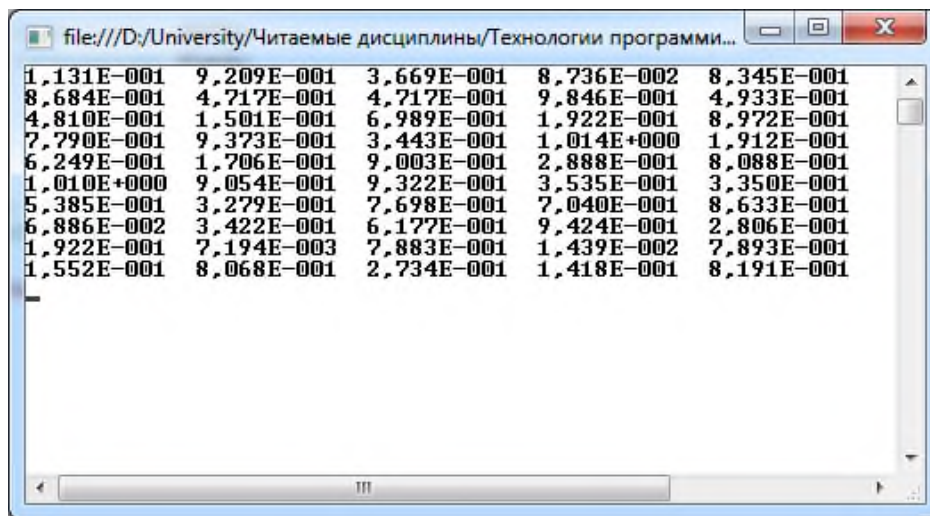 file:///D:/University/Читаемые дисциплины/Технологии программи...
1,131E-001 9,209E-001 3,669E-001 8,736E-002 8,345E-001
8,684E-001 4,717E-001 4,717E-001 9,846E-001 4,933E-001
4,810E-001 1,501E-001 6,989E-001 1,922E-001 8,972E-001
7,790E-001 9,373E-001 3,443E-001 1,014E+000 1,912E-001
6,249E-001 1,706E-001 9,003E-001 2,888E-001 8,088E-001
1,010E+000 9,054E-001 9,322E-001 3,535E-001 3,350E-001
5,385E-001 3,279E-001 7,698E-001 7,040E-001 8,633E-001
6,886E-002 3,422E-001 6,177E-001 9,424E-001 2,806E-001
1,922E-001 7,194E-003 7,883E-001 1,439E-002 7,893E-001
1,552E-001 8,068E-001 2,734E-001 1,418E-001 8,191E-001